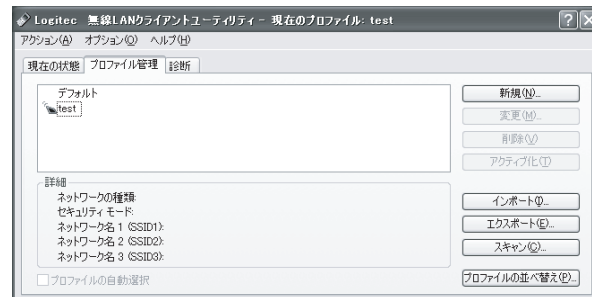 Logitec 無線LANクライアントユーティリティ - 現在のプロファイル: test
アクション(A) オプション(O) ヘルプ(H)
現在の状態 プロファイル管理 診断
デフォルト
test
新規(N)...
変更(M)...
削除(V)
アクティブ化(T)
詳細
ネットワークの種類:
セキュリティ モード:
ネットワーク名 1 (SSID1):
ネットワーク名 2 (SSID2):
ネットワーク名 3 (SSID3):
インポート(I)...
エクスポート(E)...
スキャン(C)...
プロファイルの自動選択
プロファイルの並べ替え(P)...